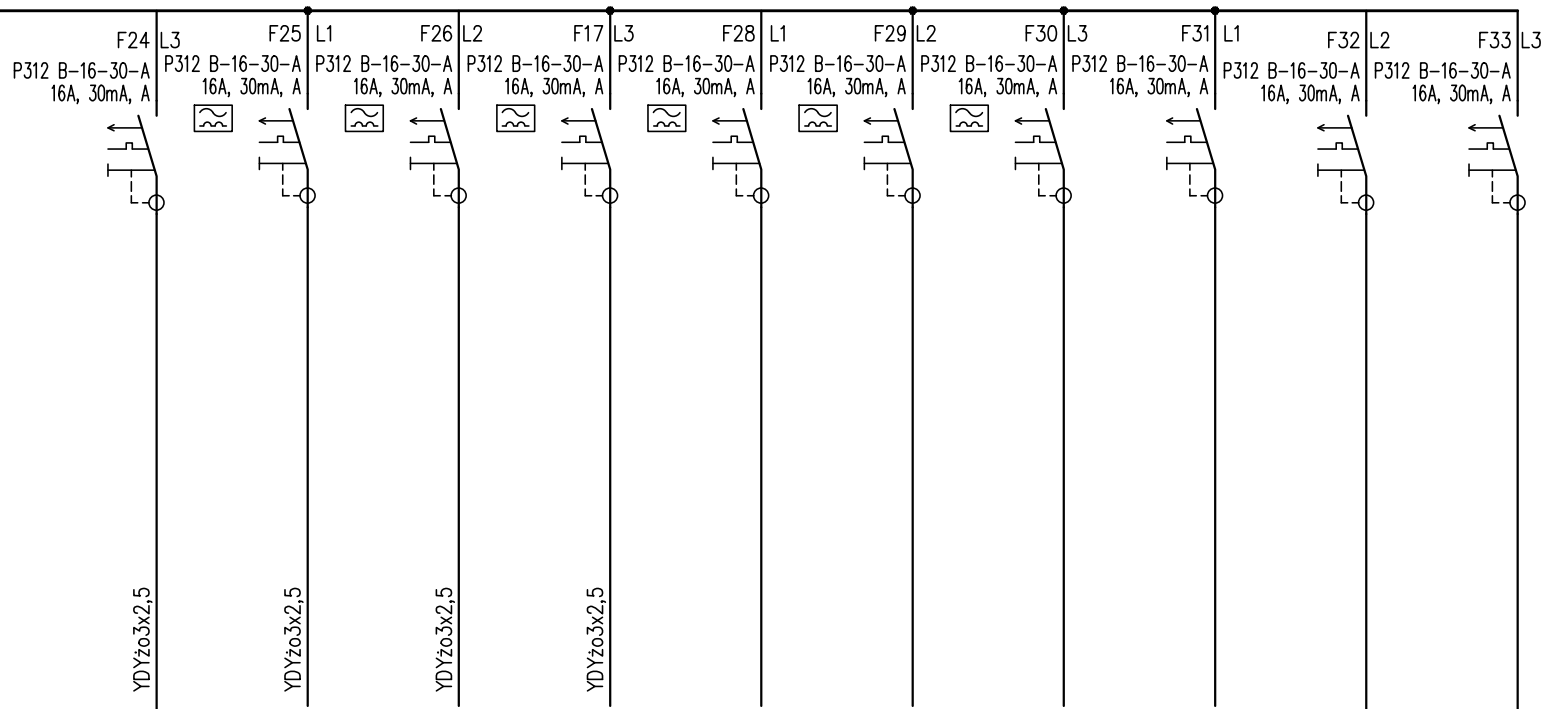 F24 L3
P312 B-16-30-A
16A, 30mA, A
F25 L1
P312 B-16-30-A
16A, 30mA, A
F26 L2
P312 B-16-30-A
16A, 30mA, A
F17 L3
P312 B-16-30-A
16A, 30mA, A
F28 L1
P312 B-16-30-A
16A, 30mA, A
F29 L2
P312 B-16-30-A
16A, 30mA, A
F30 L3
P312 B-16-30-A
16A, 30mA, A
F31 L1
P312 B-16-30-A
16A, 30mA, A
F32 L2
P312 B-16-30-A
16A, 30mA, A
F33 L3
P312 B-16-30-A
16A, 30mA, A
YDYżo3x2,5
YDYżo3x2,5
YDYżo3x2,5
YDYżo3x2,5